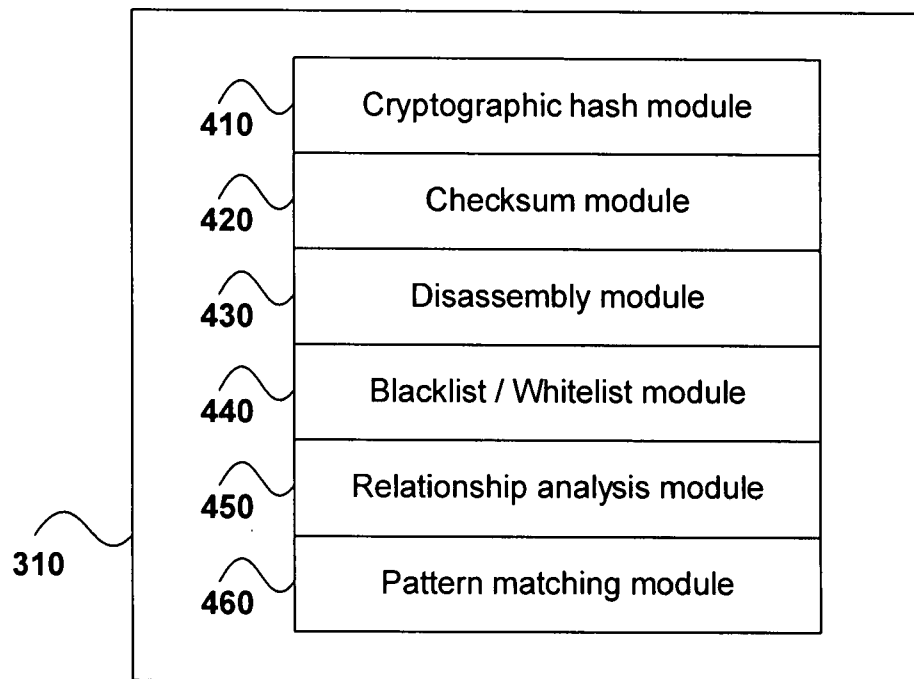 Cryptographic hash module
410
Checksum module
420
Disassembly module
430
Blacklist / Whitelist module
440
Relationship analysis module
450
310
Pattern matching module
460